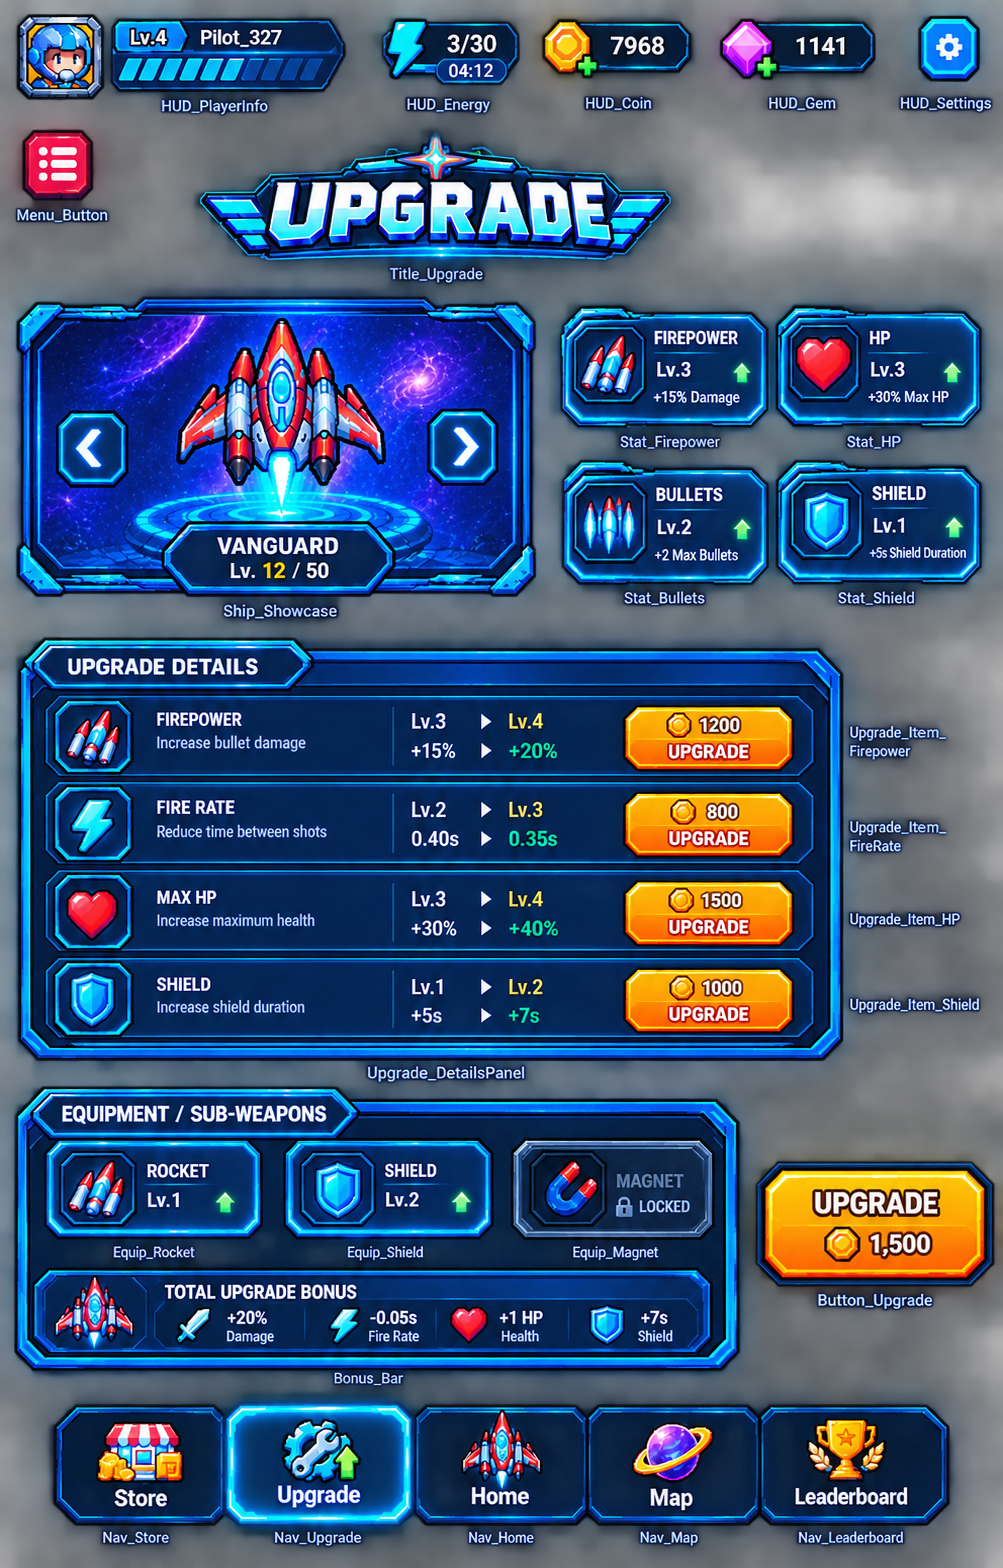 Lv.4 Pilot_327
3/30
04:12
7968
1141
HUD_PlayerInfo
HUD_Energy
HUD_Coin
HUD_Gem
HUD_Settings
Menu_Button
UPGRADE
Title_Upgrade
VANGUARD
Lv. 12 / 50
Ship_Showcase
FIREPOWER
Lv.3
+15% Damage
Stat_Firepower
HP
Lv.3
+30% Max HP
Stat_HP
BULLETS
Lv.2
+2 Max Bullets
Stat_Bullets
SHIELD
Lv.1
+5s Shield Duration
Stat_Shield
UPGRADE DETAILS
FIREPOWER
Increase bullet damage
Lv.3 Lv.4
+15% +20%
1200
UPGRADE
Upgrade_Item_
Firepower
FIRE RATE
Reduce time between shots
Lv.2 Lv.3
0.40s 0.35s
800
UPGRADE
Upgrade_Item_
FireRate
MAX HP
Increase maximum health
Lv.3 Lv.4
+30% +40%
1500
UPGRADE
Upgrade_Item_HP
SHIELD
Increase shield duration
Lv.1 Lv.2
+5s +7s
1000
UPGRADE
Upgrade_Item_Shield
Upgrade_DetailsPanel
EQUIPMENT / SUB-WEAPONS
ROCKET
Lv.1
Equip_Rocket
SHIELD
Lv.2
Equip_Shield
MAGNET
LOCKED
Equip_Magnet
UPGRADE
1,500
Button_Upgrade
TOTAL UPGRADE BONUS
+20%
Damage
-0.05s
Fire Rate
+1 HP
Health
+7s
Shield
Bonus_Bar
Store
Upgrade
Home
Map
Leaderboard
Nav_Store
Nav_Upgrade
Nav_Home
Nav_Map
Nav_Leaderboard